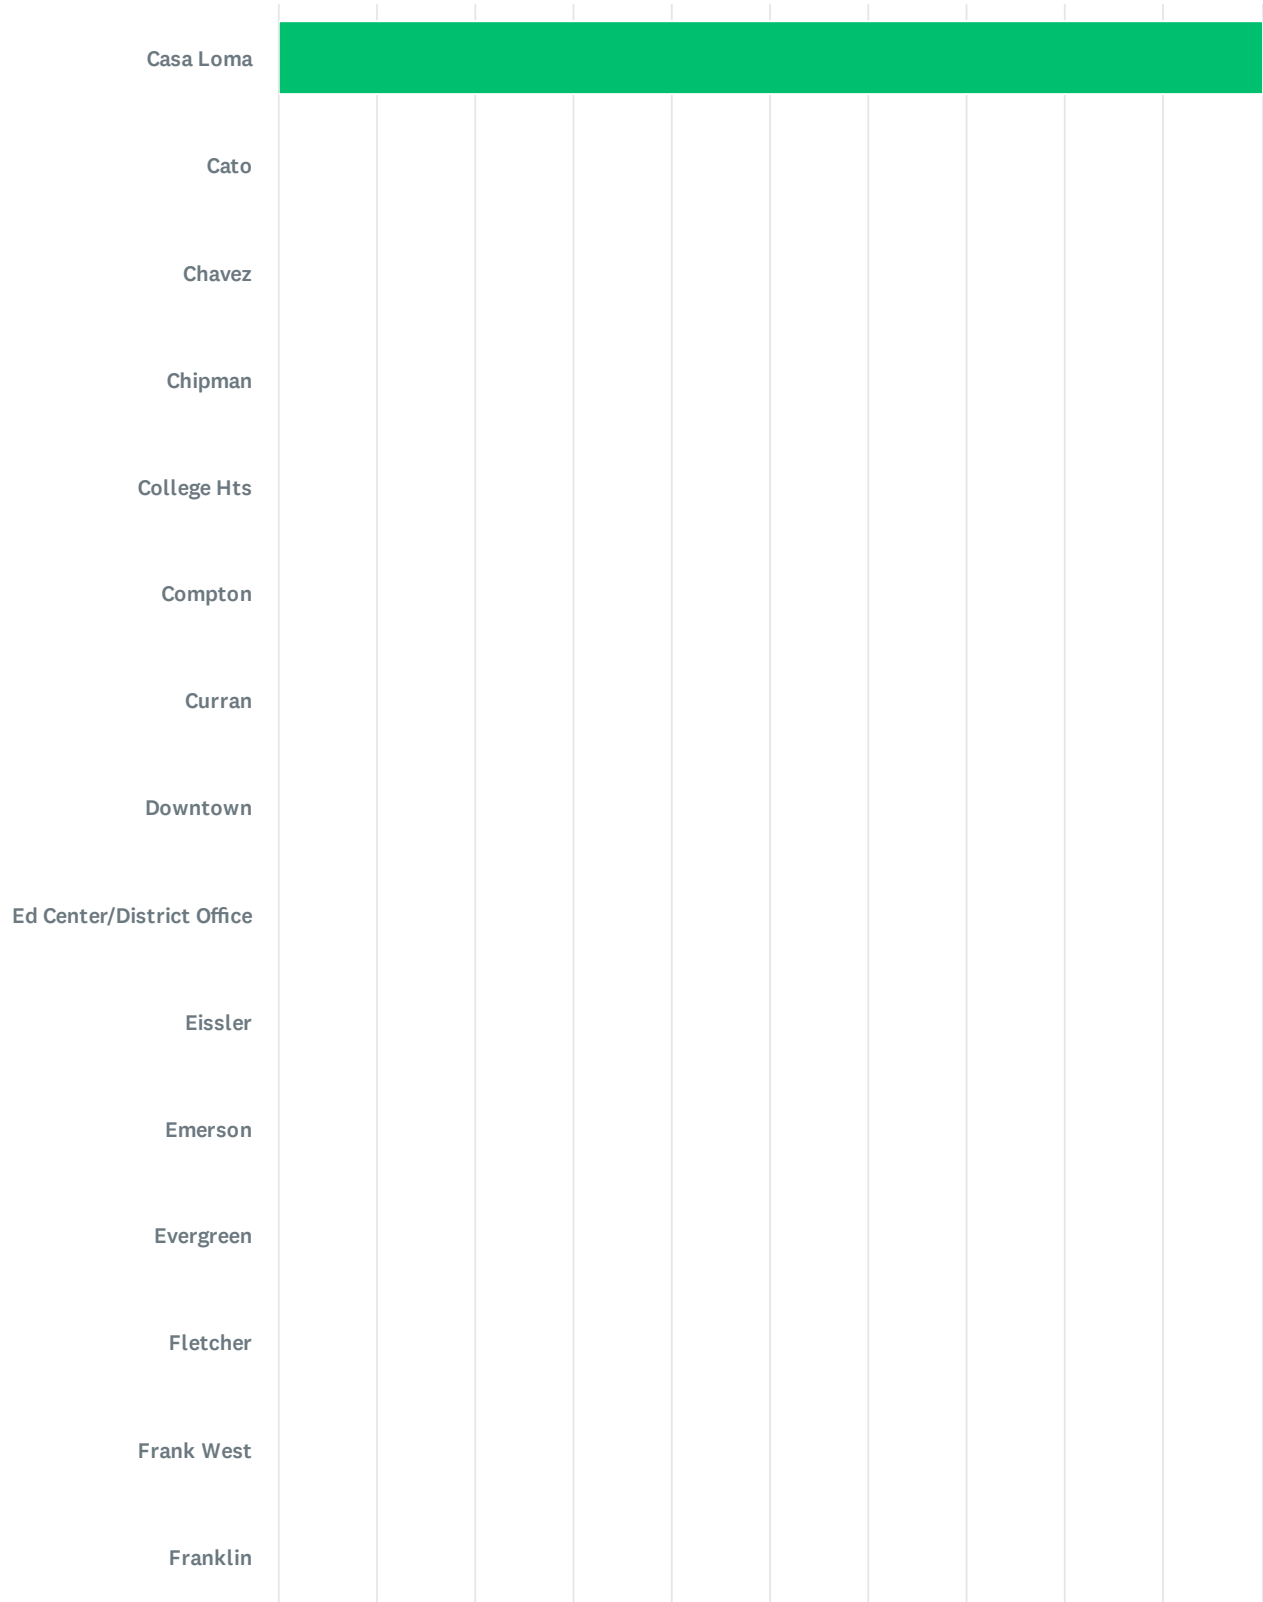 Casa Loma
Cato
Chavez
Chipman
College Hts
Compton
Curran
Downtown
Ed Center/District Office
Eissler
Emerson
Evergreen
Fletcher
Frank West
Franklin